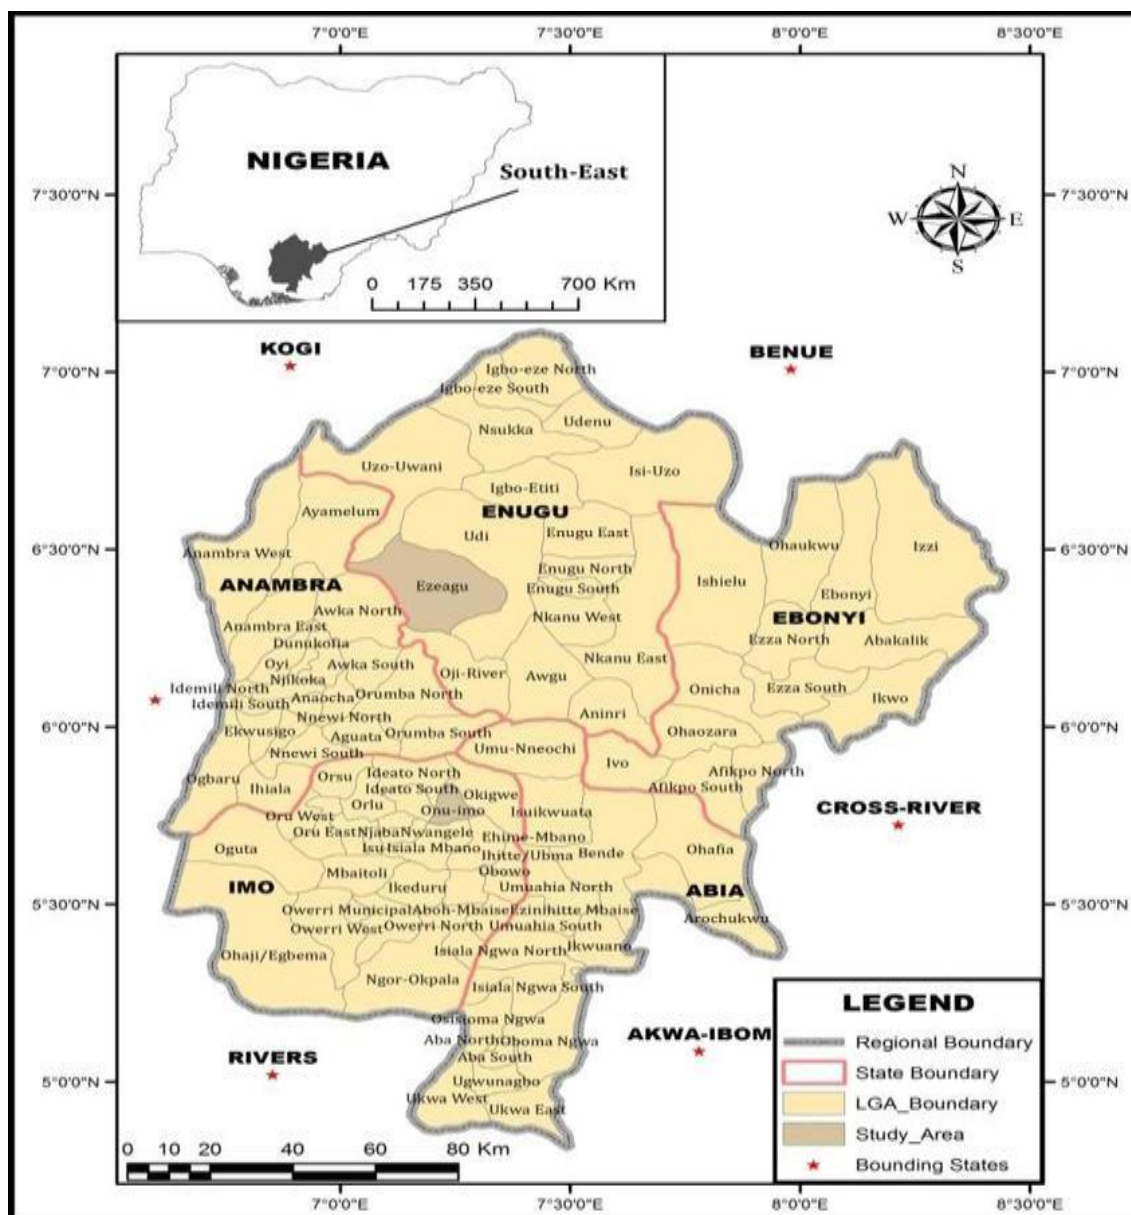 7°0'0"E 7°30'0"E 8°0'0"E 8°30'0"E
NIGERIA
South-East
0 175 350 700 Km
N
W E
S
7°30'0"N 7°30'0"N
KOGI
BENUE
7°0'0"N 7°0'0"N
Igbo-eze North
Igbo-eze South
Udenu
Nsukka
Uzo-Uwani
Isi-Uzo
Igbo-Etiti
Ayamelum
ENUGU
Enugu East
Udi
Ohaukwu
Izzi
6°30'0"N 6°30'0"N
Anambra West
Enugu North
Ishielu
ANAMBRA
Ezeagu
Enugu South
Ebonyi
Awka North
Nkanu West
EBONYI
Anambra East
Ezza North
Abakalik
Dunukofia
Oyi
Awka South
Nkanu East
Njikoka
Oji-River
Awgu
Idemili North
Onicha
Ezza South
Idemili South
Anaocha
Orumba North
Ikwo
Nnewi North
Aninri
6°0'0"N 6°0'0"N
Ekwusigo
Aguata
Orumba South
Ohaozara
Nnewi South
Umu-Nneochi
Ivo
Ogbaru
Ihiala
Orsu
Ideato North
Afikpo North
Ideato South
Okigwe
Afikpo South
Orlu
Onu-imo
Isuikwuata
CROSS-RIVER
Oru West
Oru East
Njaba
Nwangele
Ehime-Mbano
Oguta
Isu
Isiala Mbano
Ihitte/Ubma
Bende
Ohafia
Mbaitoli
Obowo
IMO
Ikeduru
Umuahia North
ABIA
5°30'0"N 5°30'0"N
Owerri Municipal
Aboh-Mbaise
Ezinihitte Mbaise
Arochukwu
Owerri West
Owerri North
Umuahia South
Ohaji/Egbema
Isiala Ngwa North
Ikwuano
Ngor-Okpala
Isiala Ngwa South
Osisioma Ngwa
Aba North
Oboma Ngwa
AKWA-IBOM
RIVERS
Aba South
5°0'0"N 5°0'0"N
Ugwunagbo
Ukwa West
Ukwa East
LEGEND
Regional Boundary
State Boundary
LGA_Boundary
Study_Area
Bounding States
0 10 20 40 60 80 Km
7°0'0"E 7°30'0"E 8°0'0"E 8°30'0"E